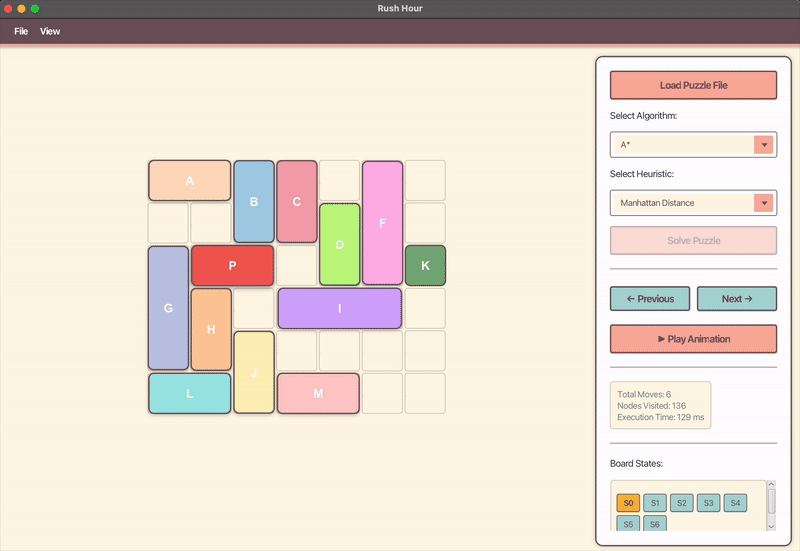 Rush Hour
File View
Load Puzzle File
Select Algorithm:
A*
Select Heuristic:
Manhattan Distance
Solve Puzzle
← Previous
Next →
▶ Play Animation
Total Moves: 6
Nodes Visited: 136
Execution Time: 129 ms
Board States:
S0 S1 S2 S3 S4
S5 S6
A
B
C
F
D
P
K
G
H
I
J
L
M